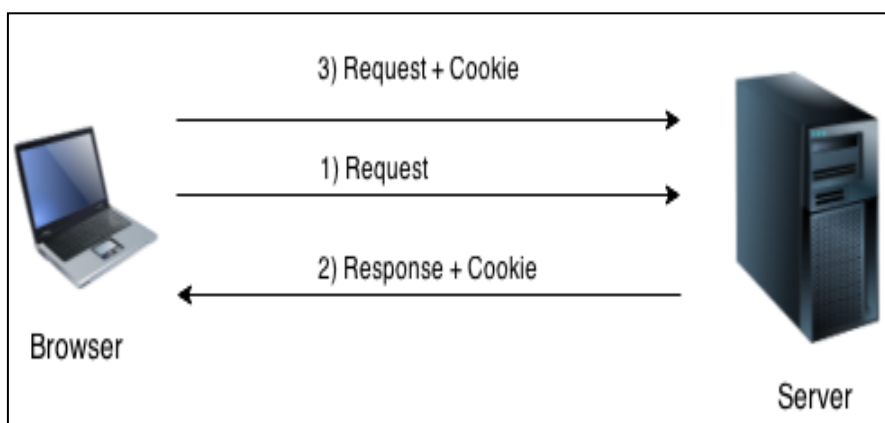 3) Request + Cookie
1) Request
2) Response + Cookie
Browser
Server